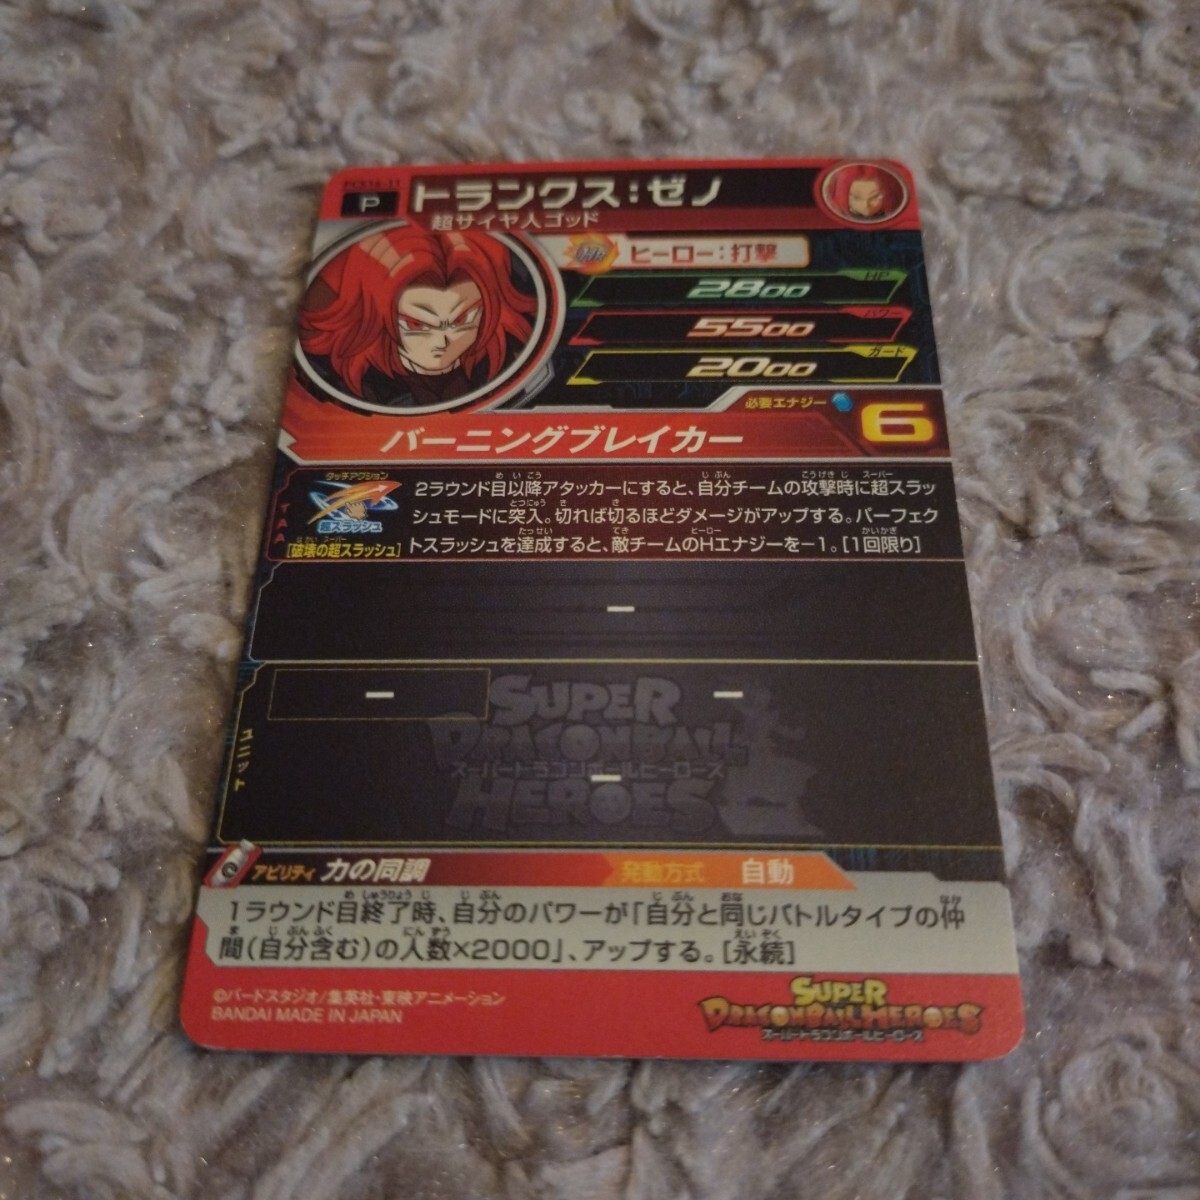 P
トランクス：ゼノ
超サイヤ人ゴッド
ヒーロー：打撃
HP
2800
パワー
5500
ガード
2000
必要エナジー
6
バーニングブレイカー
タッチアクション
超スラッシュ
[破壊の超スラッシュ]
TAA
2ラウンド目以降アタッカーにすると、自分チームの攻撃時に超スラッ
シュモードに突入。切れば切るほどダメージがアップする。パーフェク
トスラッシュを達成すると、敵チームのHエナジーを−1。[1回限り]
−
−
−
−
ユニット
SUPER
DRAGONBALL
スーパードラゴンボールヒーローズ
HEROES
アビリティ 力の同調
発動方式 自動
1ラウンド目終了時、自分のパワーが「自分と同じバトルタイプの仲
間(自分含む)の人数×2000」、アップする。[永続]
©バードスタジオ/集英社・東映アニメーション
BANDAI MADE IN JAPAN
SUPER
DRAGONBALL HEROES
スーパードラゴンボールヒーローズ